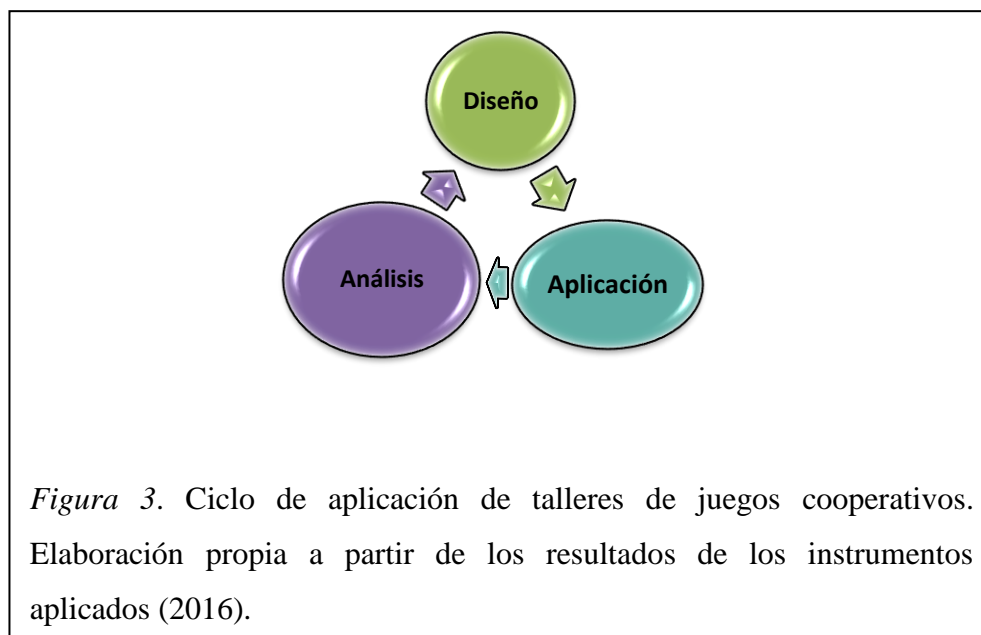 Diseño
Análisis
Aplicación
Figura 3. Ciclo de aplicación de talleres de juegos cooperativos.
Elaboración propia a partir de los resultados de los instrumentos
aplicados (2016).